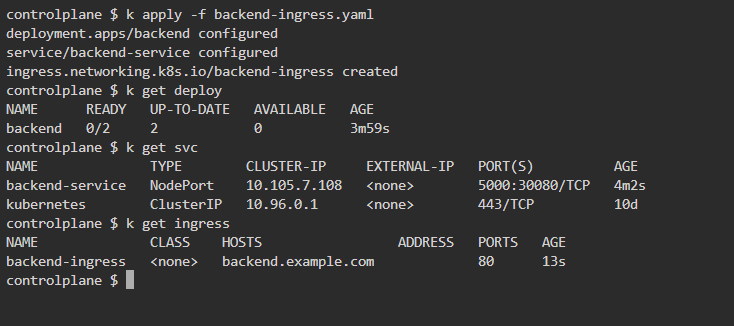 controlplane $ k apply -f backend-ingress.yaml
deployment.apps/backend configured
service/backend-service configured
ingress.networking.k8s.io/backend-ingress created
controlplane $ k get deploy
NAME      READY   UP-TO-DATE   AVAILABLE   AGE
backend   0/2     2            0           3m59s
controlplane $ k get svc
NAME              TYPE        CLUSTER-IP     EXTERNAL-IP   PORT(S)          AGE
backend-service   NodePort    10.105.7.108   <none>        5000:30080/TCP   4m2s
kubernetes        ClusterIP   10.96.0.1      <none>        443/TCP          10d
controlplane $ k get ingress
NAME              CLASS    HOSTS                 ADDRESS   PORTS   AGE
backend-ingress   <none>   backend.example.com             80      13s
controlplane $